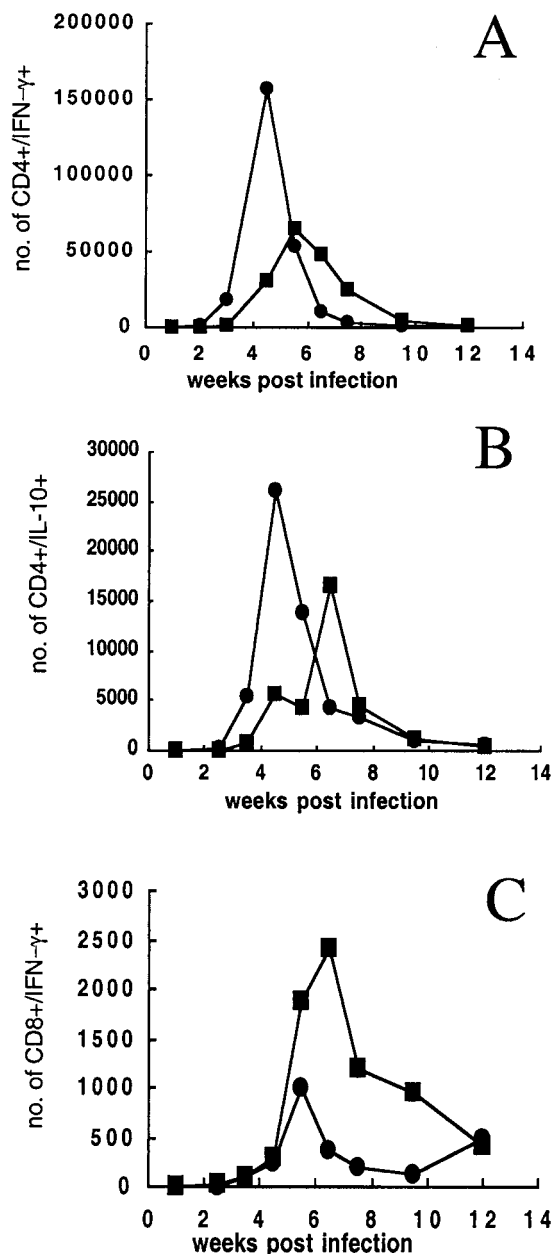 A
200000
150000
100000
50000
0
no. of CD4+/IFN-γ+
0 2 4 6 8 10 12 14
weeks post infection
B
30000
25000
20000
15000
10000
5000
0
no. of CD4+/IL-10+
0 2 4 6 8 10 12 14
weeks post infection
C
3000
2500
2000
1500
1000
500
0
no. of CD8+/IFN-γ+
0 2 4 6 8 10 12 14
weeks post infection